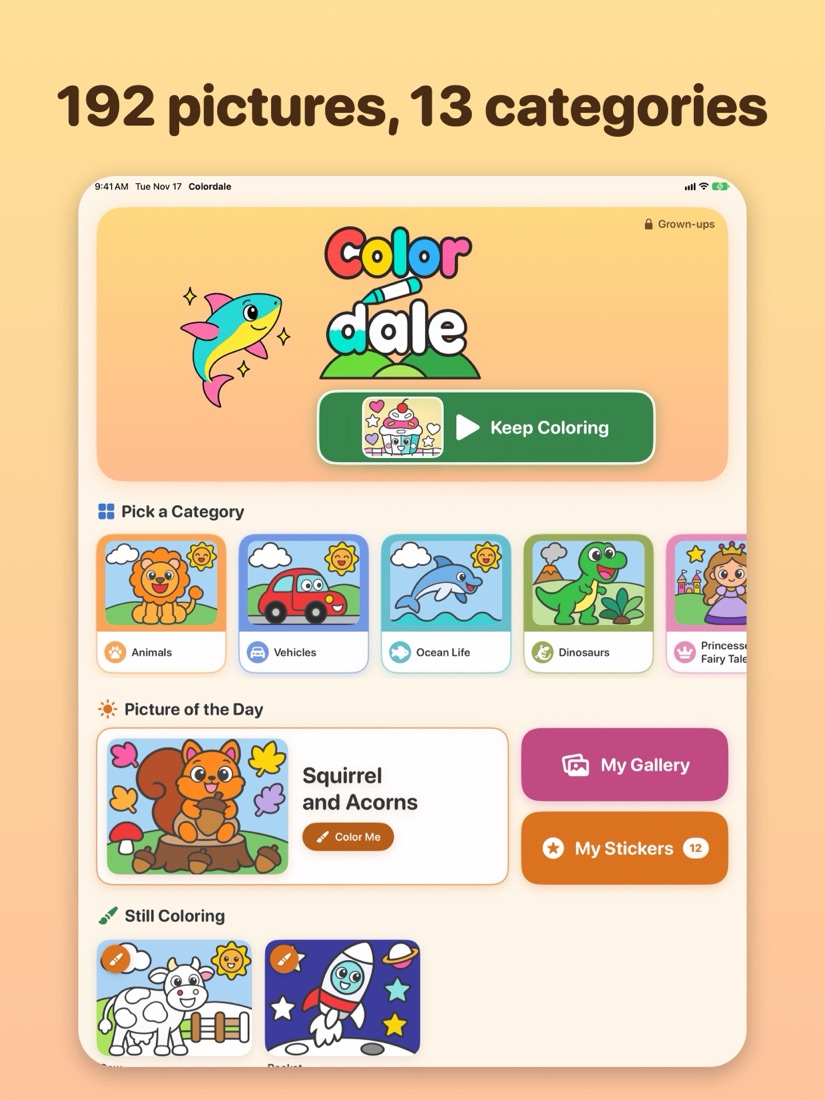 192 pictures, 13 categories
9:41 AM Tue Nov 17 Colordale
Grown-ups
Color
dale
Keep Coloring
Pick a Category
Animals
Vehicles
Ocean Life
Dinosaurs
Fairy Tale
Picture of the Day
Squirrel
and Acorns
Color Me
My Gallery
My Stickers 12
Still Coloring